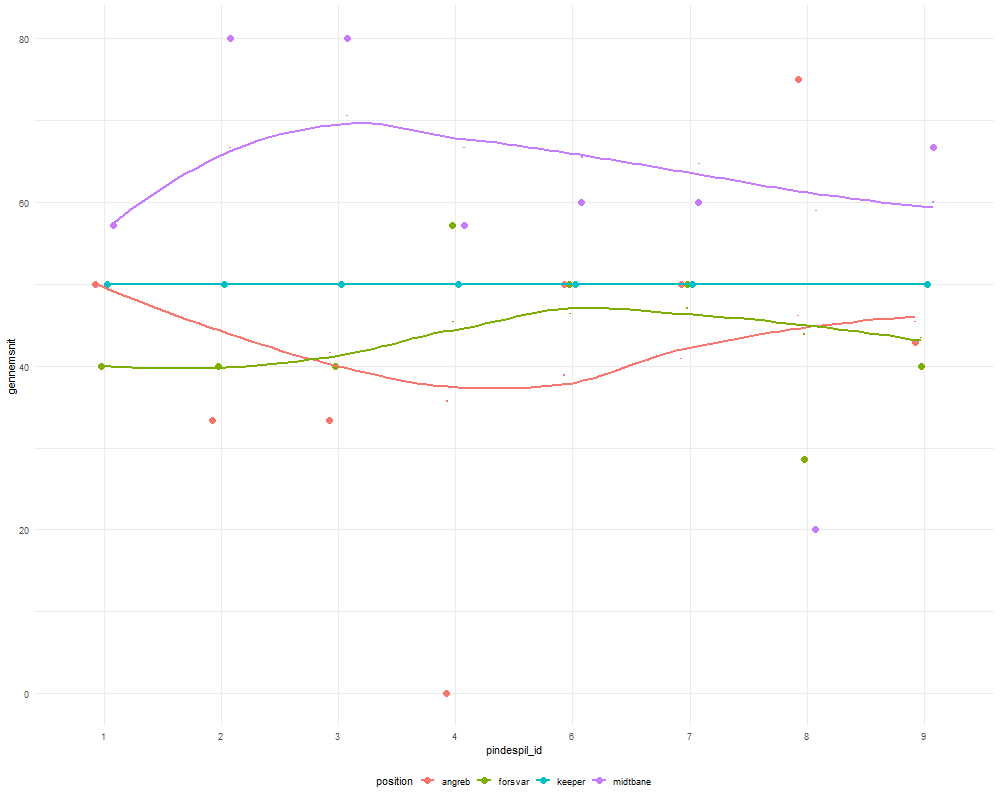 gennemsnit
80
60
40
20
0
1 2 3 4 6 7 8 9
pindespil_id
position angreb forsvar keeper midtbane